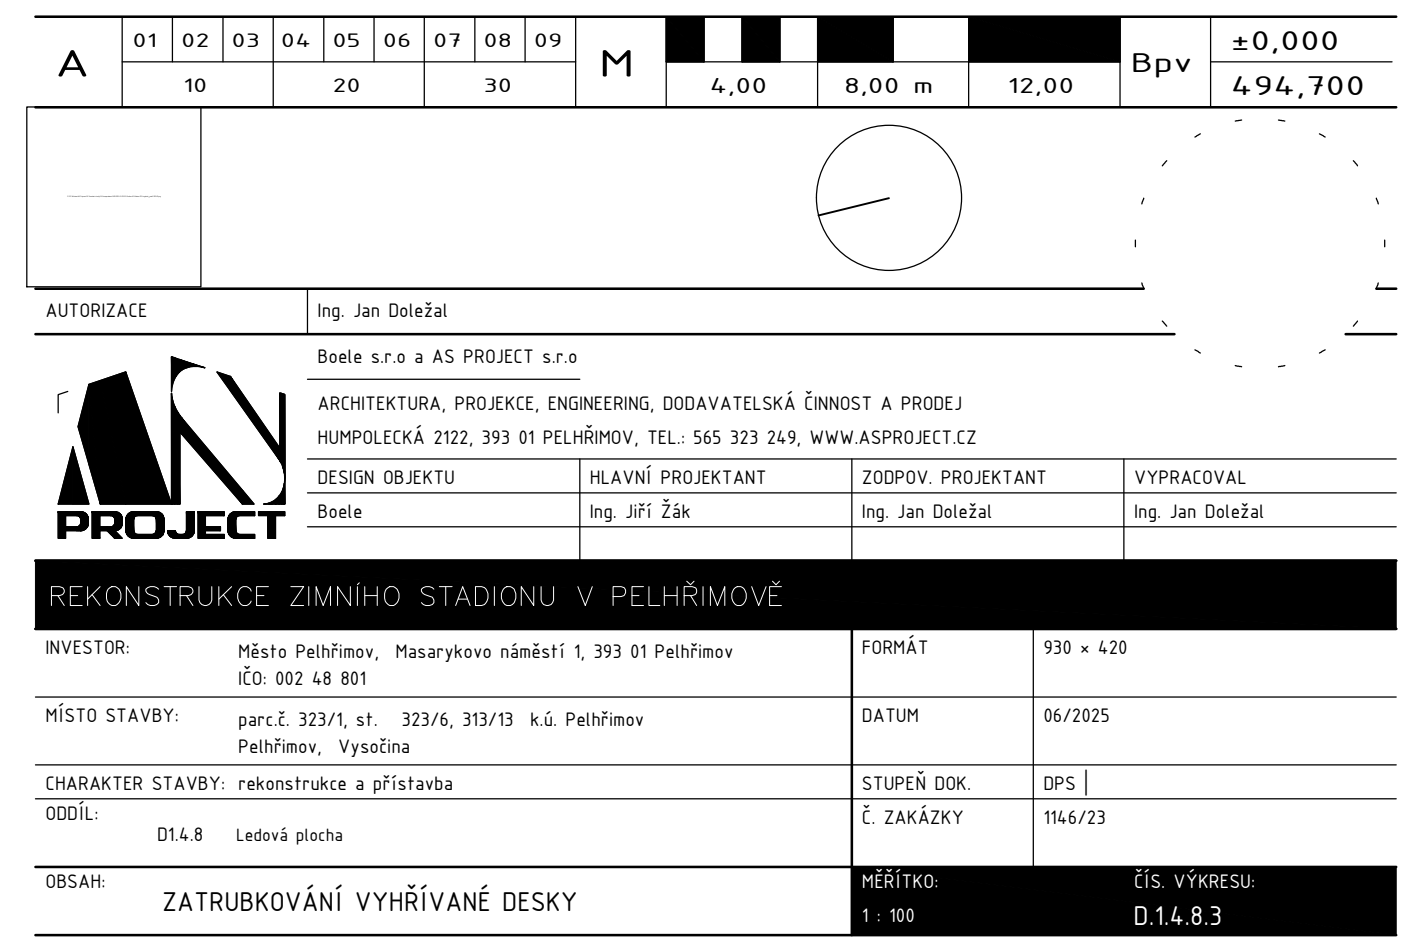 A 01 02 03 04 05 06 07 08 09 M Bpv ±0,000
10 20 30 4,00 8,00 m 12,00 494,700
AUTORIZACE Ing. Jan Doležal
Boele s.r.o a AS PROJECT s.r.o
ARCHITEKTURA, PROJEKCE, ENGINEERING, DODAVATELSKÁ ČINNOST A PRODEJ
HUMPOLECKÁ 2122, 393 01 PELHŘIMOV, TEL.: 565 323 249, WWW.ASPROJECT.CZ
AS
PROJECT
DESIGN OBJEKTU HLAVNÍ PROJEKTANT ZODPOV. PROJEKTANT VYPRACOVAL
Boele Ing. Jiří Žák Ing. Jan Doležal Ing. Jan Doležal
REKONSTRUKCE ZIMNÍHO STADIONU V PELHŘIMOVĚ
INVESTOR: Město Pelhřimov, Masarykovo náměstí 1, 393 01 Pelhřimov FORMÁT 930 × 420
IČO: 002 48 801
MÍSTO STAVBY: parc.č. 323/1, st. 323/6, 313/13 k.ú. Pelhřimov DATUM 06/2025
Pelhřimov, Vysočina
CHARAKTER STAVBY: rekonstrukce a přístavba STUPEŇ DOK. DPS
ODDÍL: Č. ZAKÁZKY 1146/23
D1.4.8 Ledová plocha
OBSAH: MĚŘÍTKO: ČÍS. VÝKRESU:
ZATRUBKOVÁNÍ VYHŘÍVANÉ DESKY 1 : 100 D.1.4.8.3